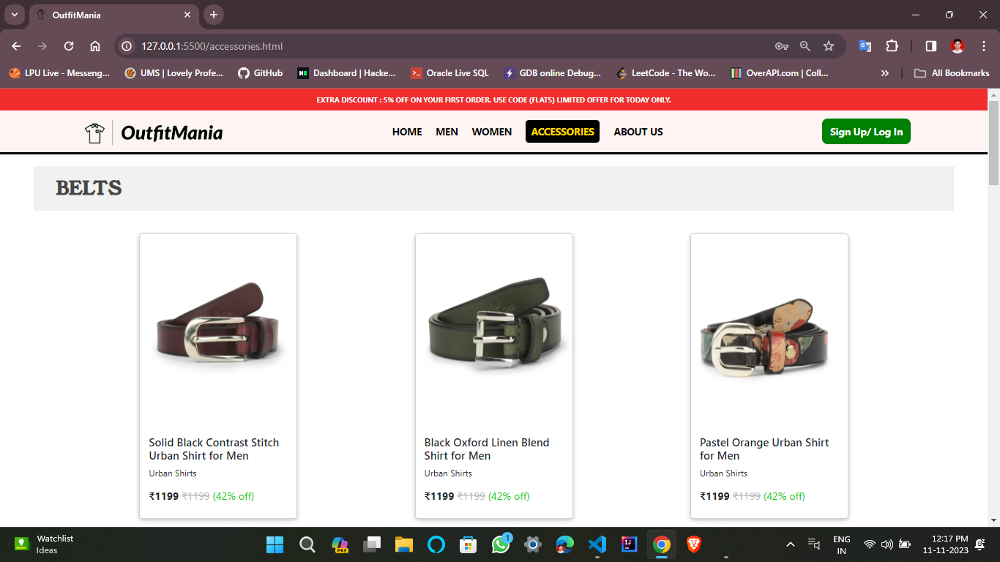 OutfitMania
127.0.0.1:5500/accessories.html
LPU Live - Messeng...
UMS | Lovely Profe...
GitHub
Dashboard | Hacke...
Oracle Live SQL
GDB online Debug...
LeetCode - The Wo...
OverAPI.com | Coll...
All Bookmarks
EXTRA DISCOUNT : 5% OFF ON YOUR FIRST ORDER. USE CODE (FLAT5) LIMITED OFFER FOR TODAY ONLY.
OutfitMania
HOME
MEN
WOMEN
ACCESSORIES
ABOUT US
Sign Up/ Log In
BELTS
Solid Black Contrast Stitch
Urban Shirt for Men
Urban Shirts
₹1199 ₹1199 (42% off)
Black Oxford Linen Blend
Shirt for Men
Urban Shirts
₹1199 ₹1199 (42% off)
Pastel Orange Urban Shirt
for Men
Urban Shirts
₹1199 ₹1199 (42% off)
Watchlist
Ideas
PRE
1
ENG
IN
12:17 PM
11-11-2023